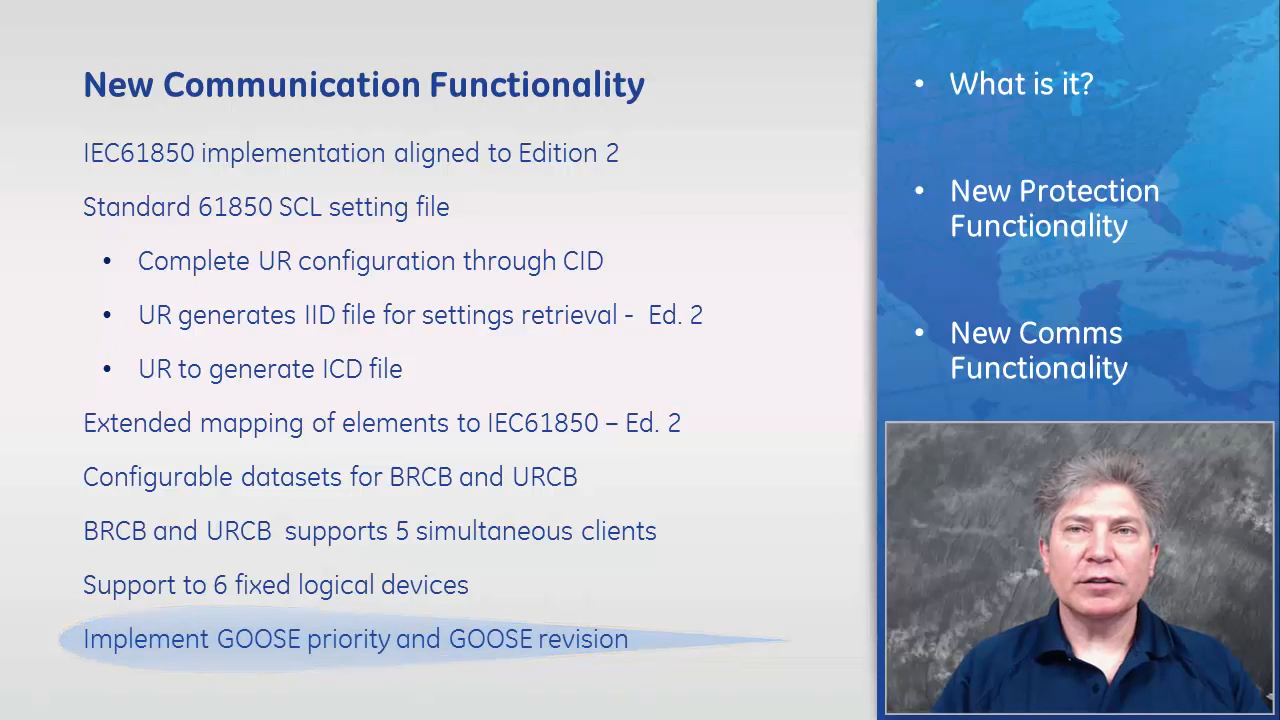 New Communication Functionality
IEC61850 implementation aligned to Edition 2
Standard 61850 SCL setting file
• Complete UR configuration through CID
• UR generates IID file for settings retrieval - Ed. 2
• UR to generate ICD file
Extended mapping of elements to IEC61850 – Ed. 2
Configurable datasets for BRCB and URCB
BRCB and URCB supports 5 simultaneous clients
Support to 6 fixed logical devices
Implement GOOSE priority and GOOSE revision
• What is it?
• New Protection
Functionality
• New Comms
Functionality